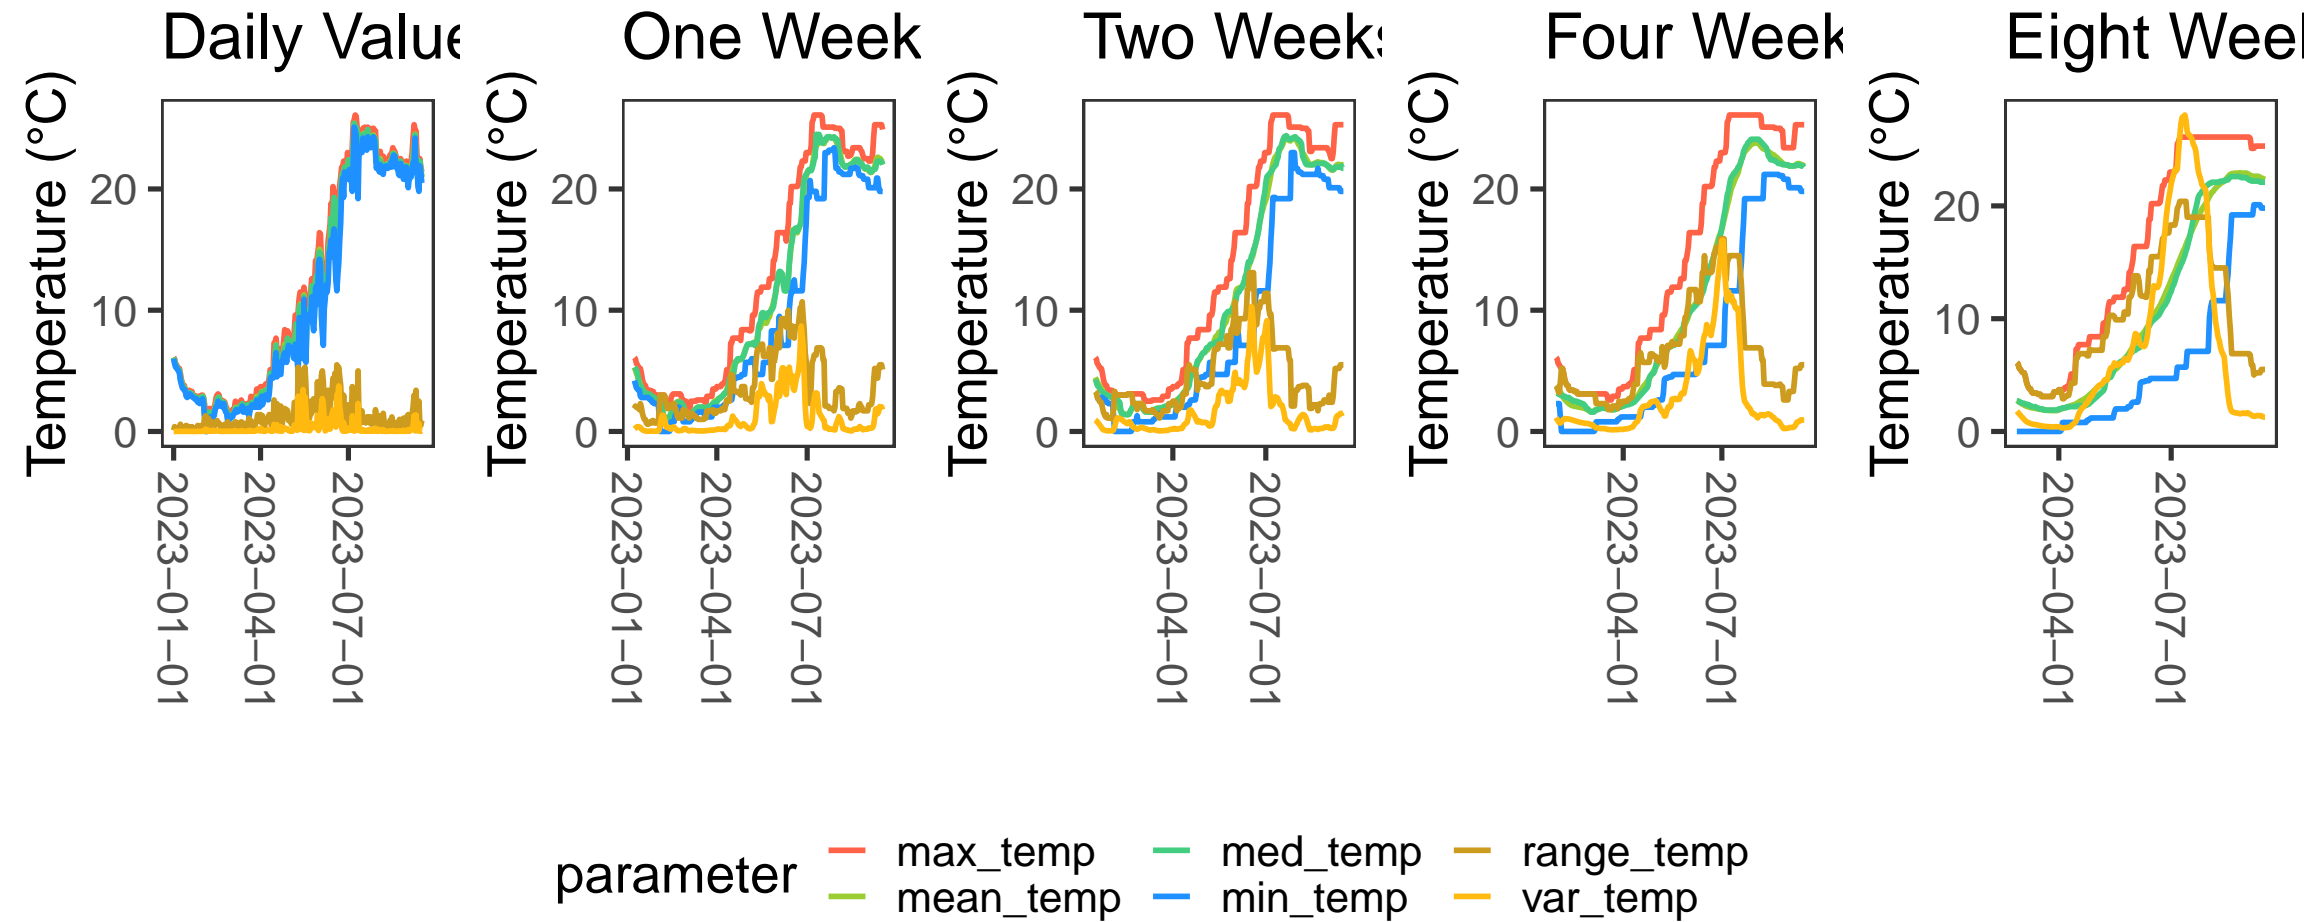 Daily Value
One Week
Two Weeks
Four Week
Eight Weel
Temperature (°C)
20
10
0
2023-01-01
2023-04-01
2023-07-01
Temperature (°C)
20
10
0
2023-01-01
2023-04-01
2023-07-01
Temperature (°C)
20
10
0
2023-04-01
2023-07-01
Temperature (°C)
20
10
0
2023-04-01
2023-07-01
Temperature (°C)
20
10
0
2023-04-01
2023-07-01
parameter
max_temp
mean_temp
med_temp
min_temp
range_temp
var_temp